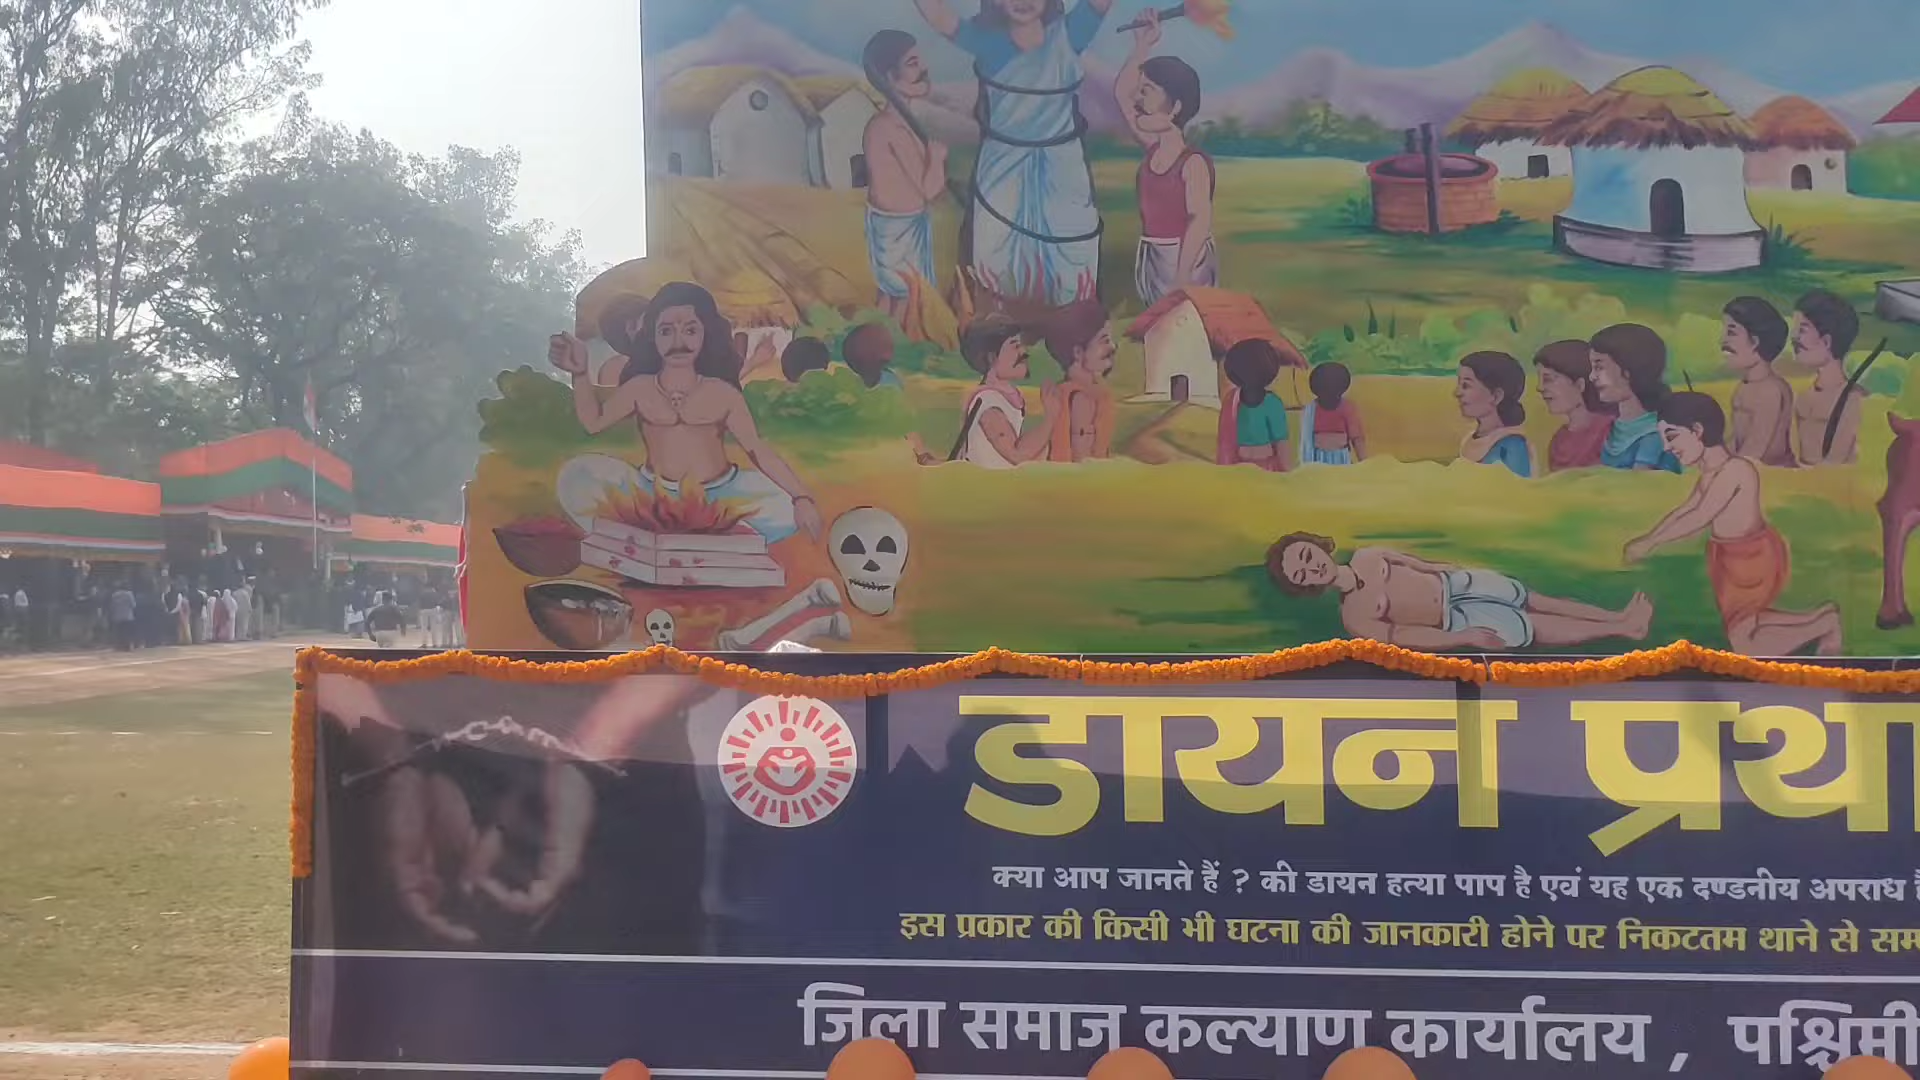 डायन प्रथा
क्या आप जानते हैं ? की डायन हत्या पाप है एवं यह एक दण्डनीय अपराध
इस प्रकार की किसी भी घटना की जानकारी होने पर निकटतम थाने से
जिला समाज कल्याण कार्यालय , पश्चिमी